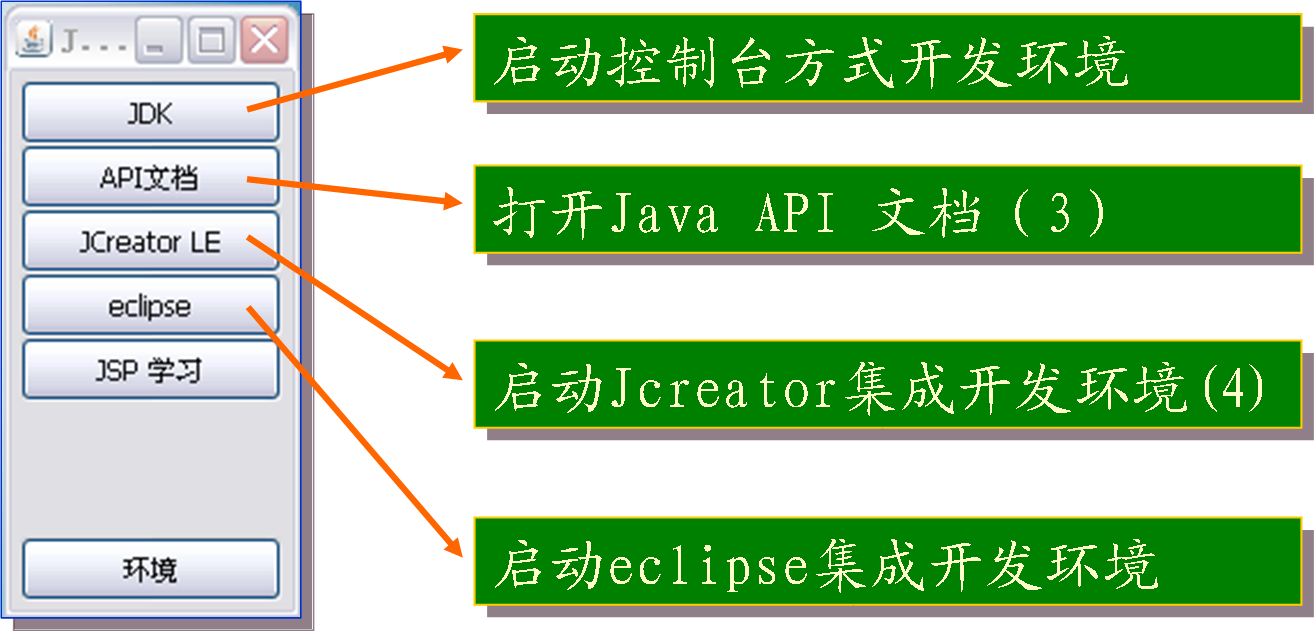 J...
JDK
启动控制台方式开发环境
API文档
打开Java API 文档（3）
JCreator LE
启动Jcreator集成开发环境(4)
eclipse
启动eclipse集成开发环境
JSP 学习
环境